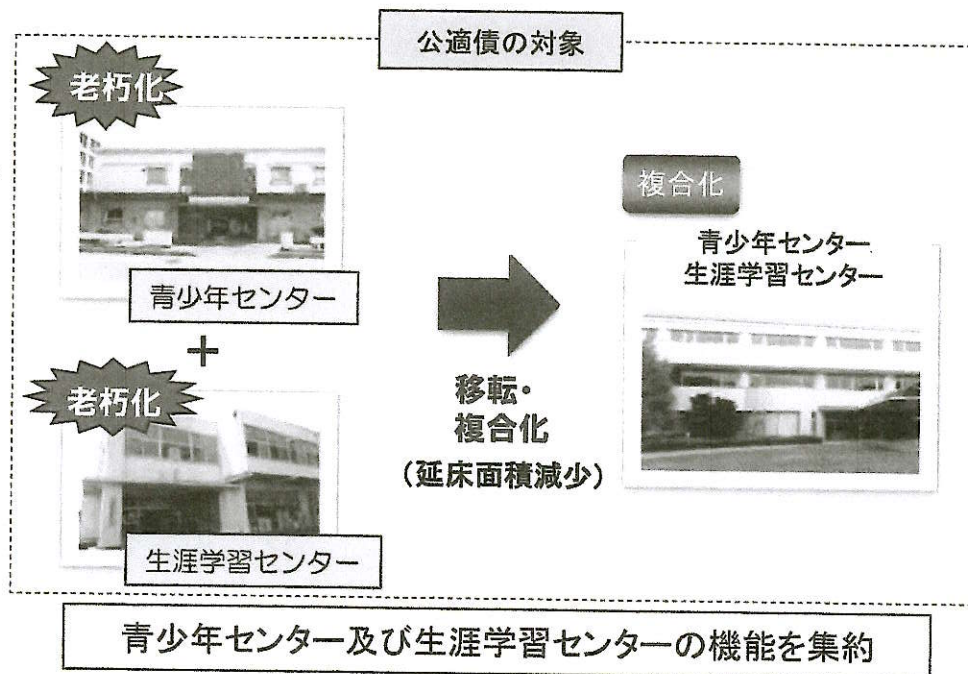 公適債の対象
老朽化
青少年センター
+
老朽化
生涯学習センター
移転・
複合化
(延床面積減少)
複合化
青少年センター
生涯学習センター
青少年センター及び生涯学習センターの機能を集約